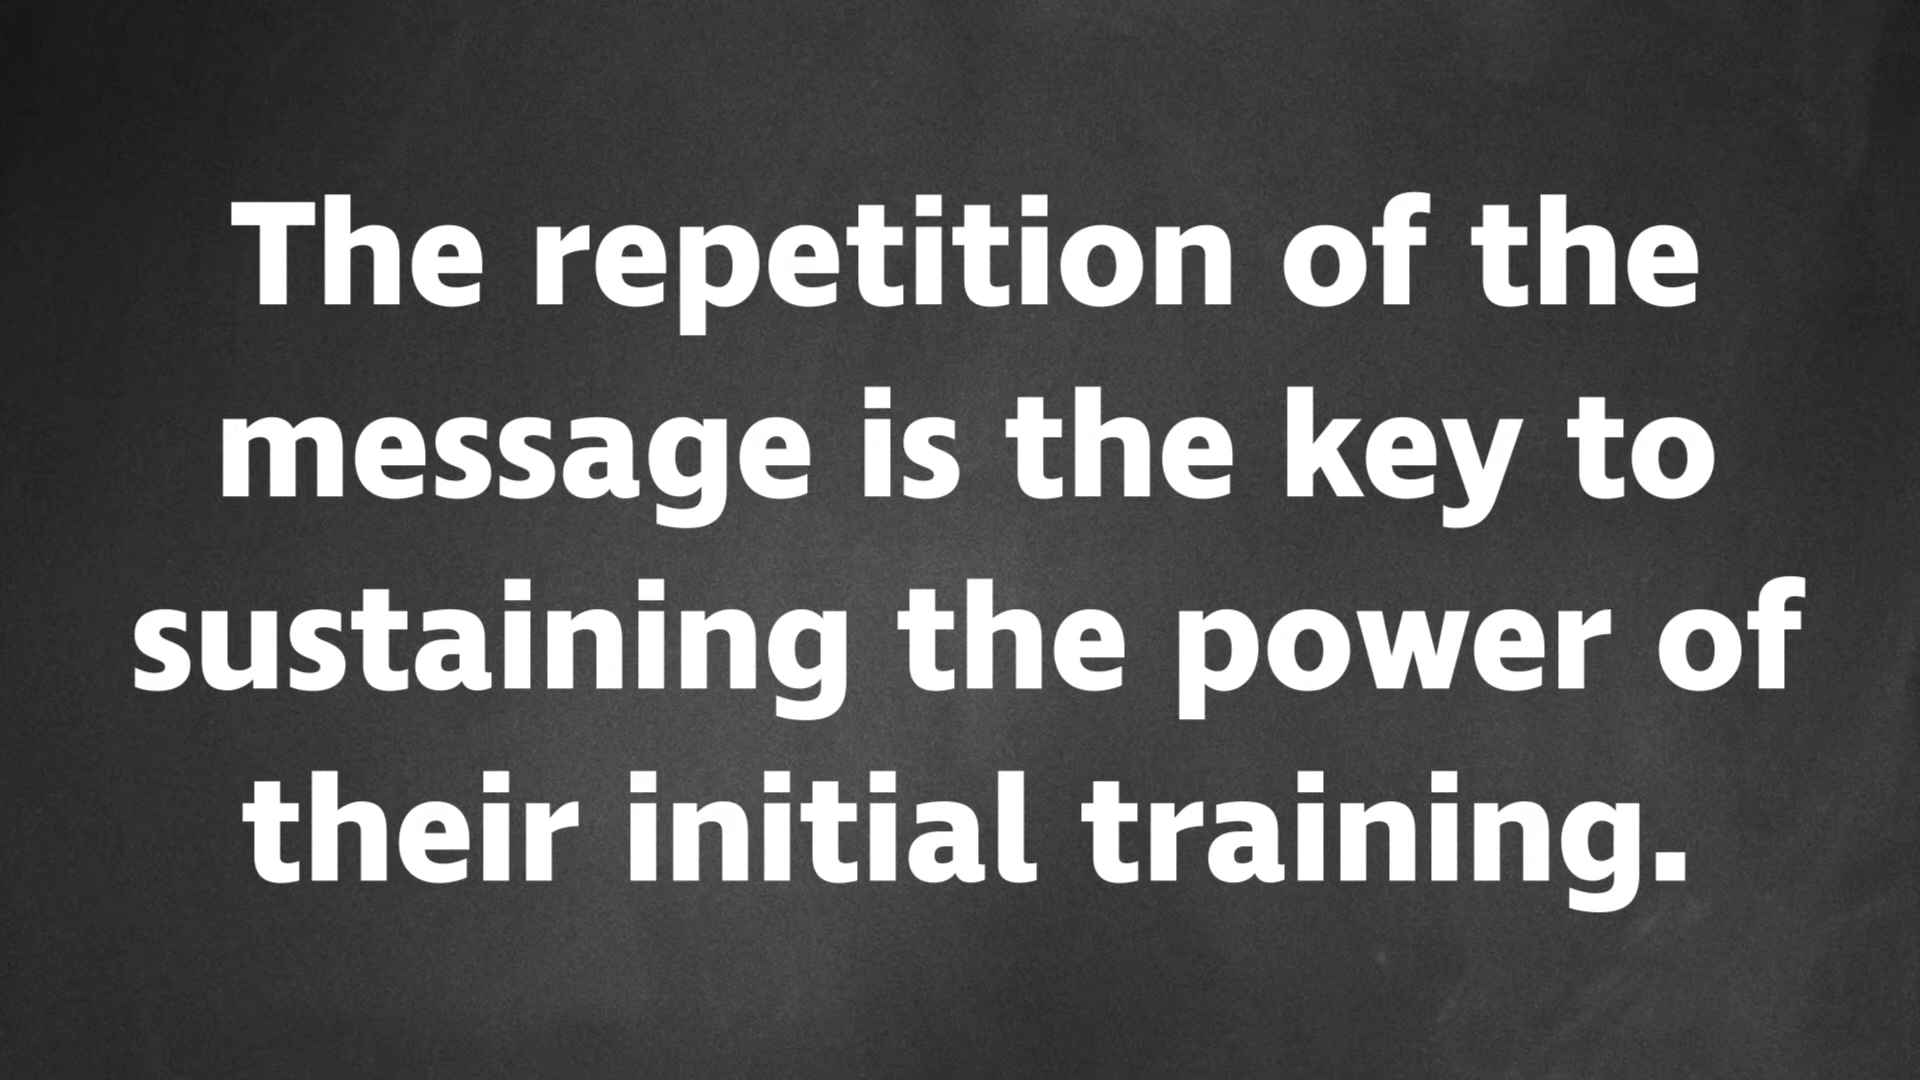 The repetition of the
message is the key to
sustaining the power of
their initial training.